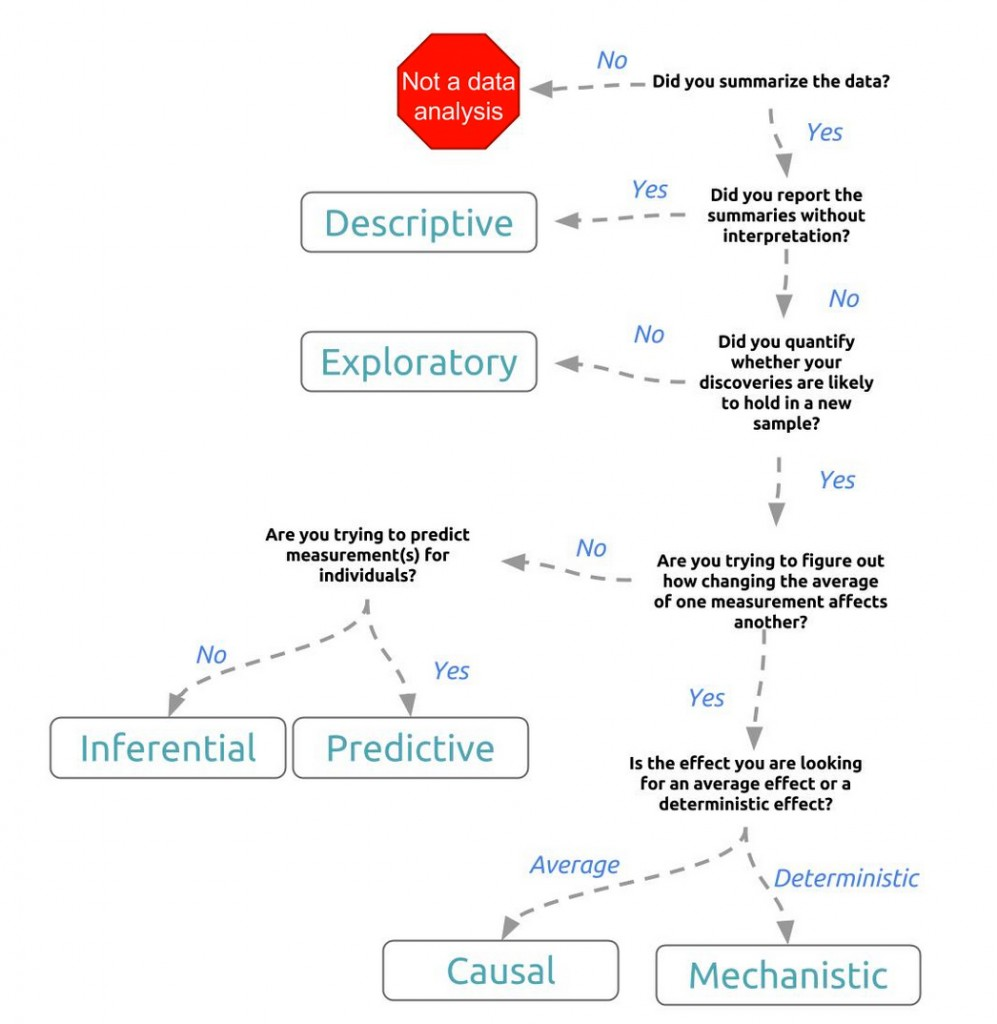 No
Did you summarize the data?
Not a data
analysis
Yes
Yes
Did you report the
summaries without
interpretation?
Descriptive
No
No
Did you quantify
whether your
discoveries are likely
to hold in a new
sample?
Exploratory
Yes
Are you trying to predict
measurement(s) for
individuals?
No
Are you trying to figure out
how changing the average
of one measurement affects
another?
No
Yes
Yes
Inferential
Predictive
Is the effect you are looking
for an average effect or a
deterministic effect?
Average
Deterministic
Causal
Mechanistic